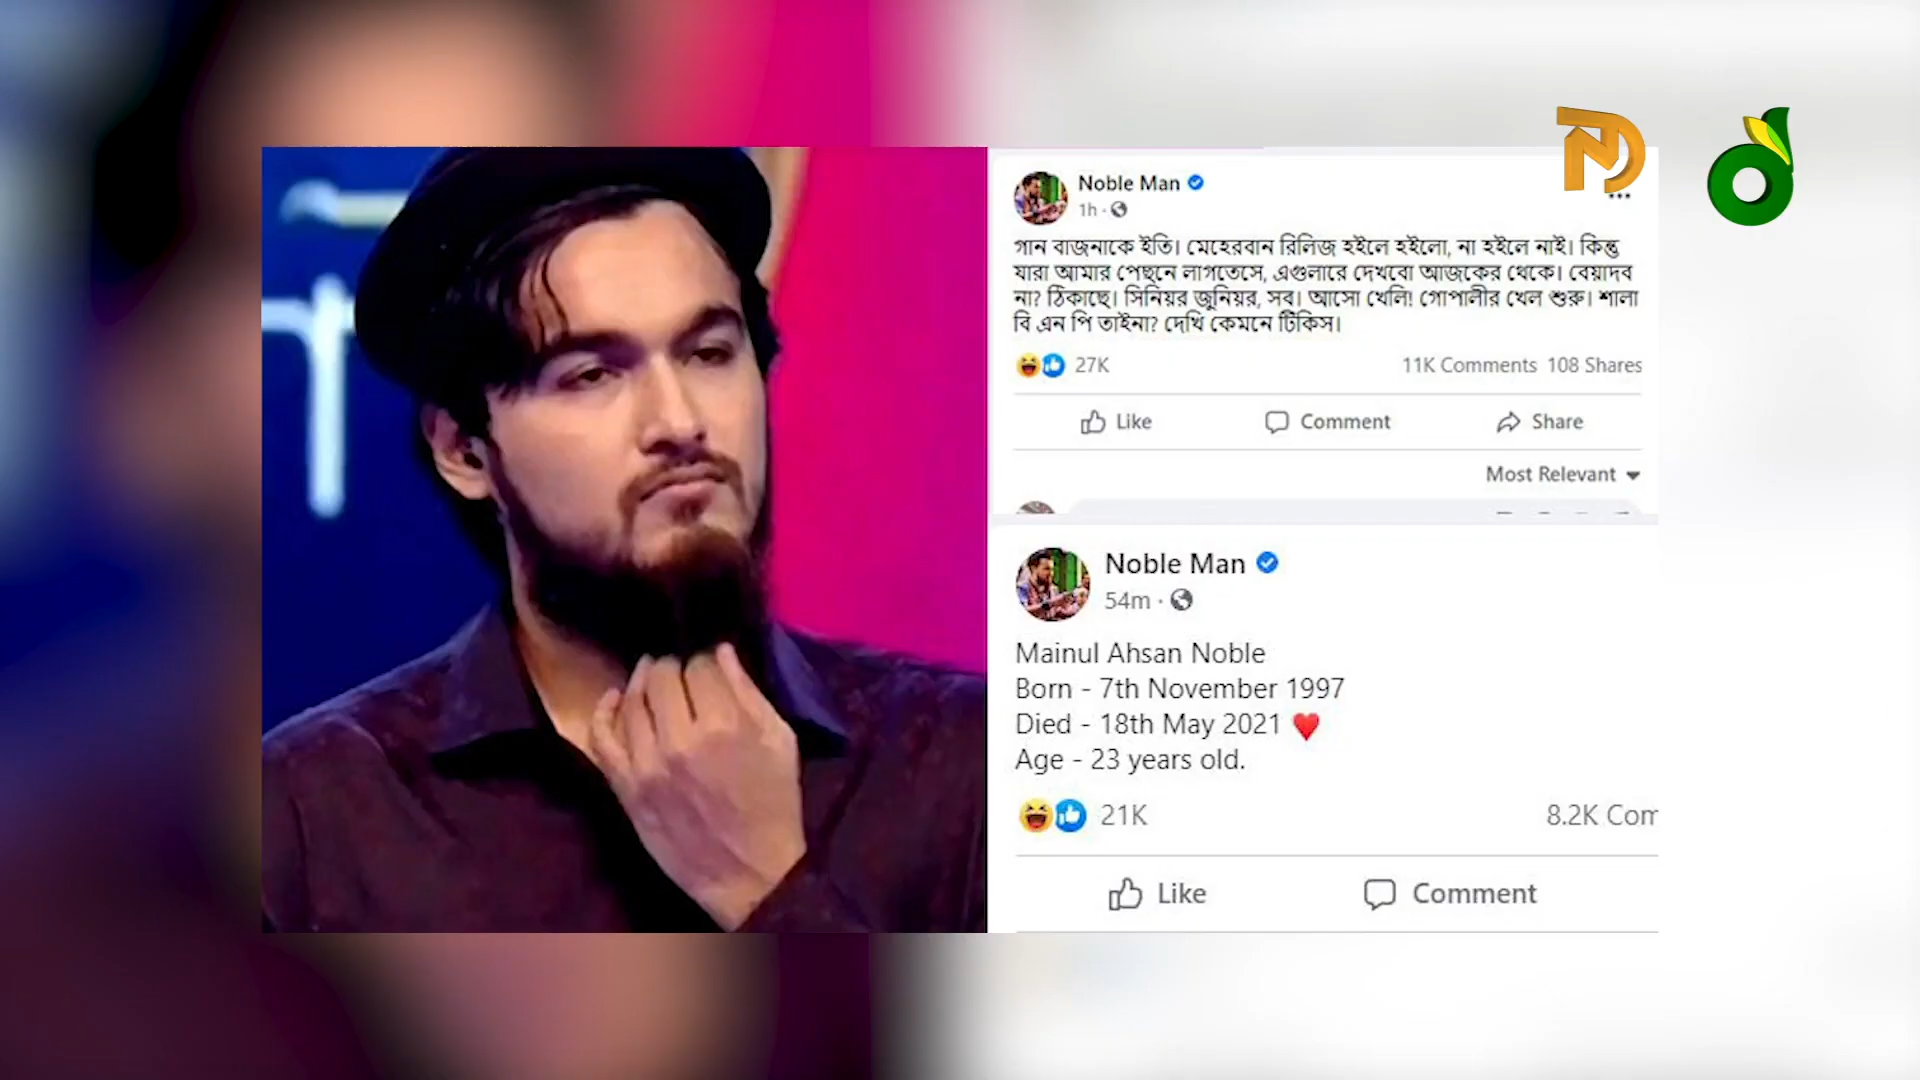 Noble Man
1h
গান বাজনাকে ইতি। মেহেরবান রিলিজ হইলে হইলো, না হইলে নাই। কিন্তু
যারা আমার পেছনে লাগতেসে, এগুলারে দেখবো আজকের থেকে। বেয়াদব
না? ঠিকাছে। সিনিয়র জুনিয়র, সব। আসো খেলি! গোপালীর খেল শুরু। শালা
বি এন পি তাইনা? দেখি কেমনে টিকিস।
27K 11K Comments 108 Shares
Like Comment Share
Most Relevant
Noble Man
54m
Mainul Ahsan Noble
Born - 7th November 1997
Died - 18th May 2021 ♥
Age - 23 years old.
21K 8.2K Com
Like Comment